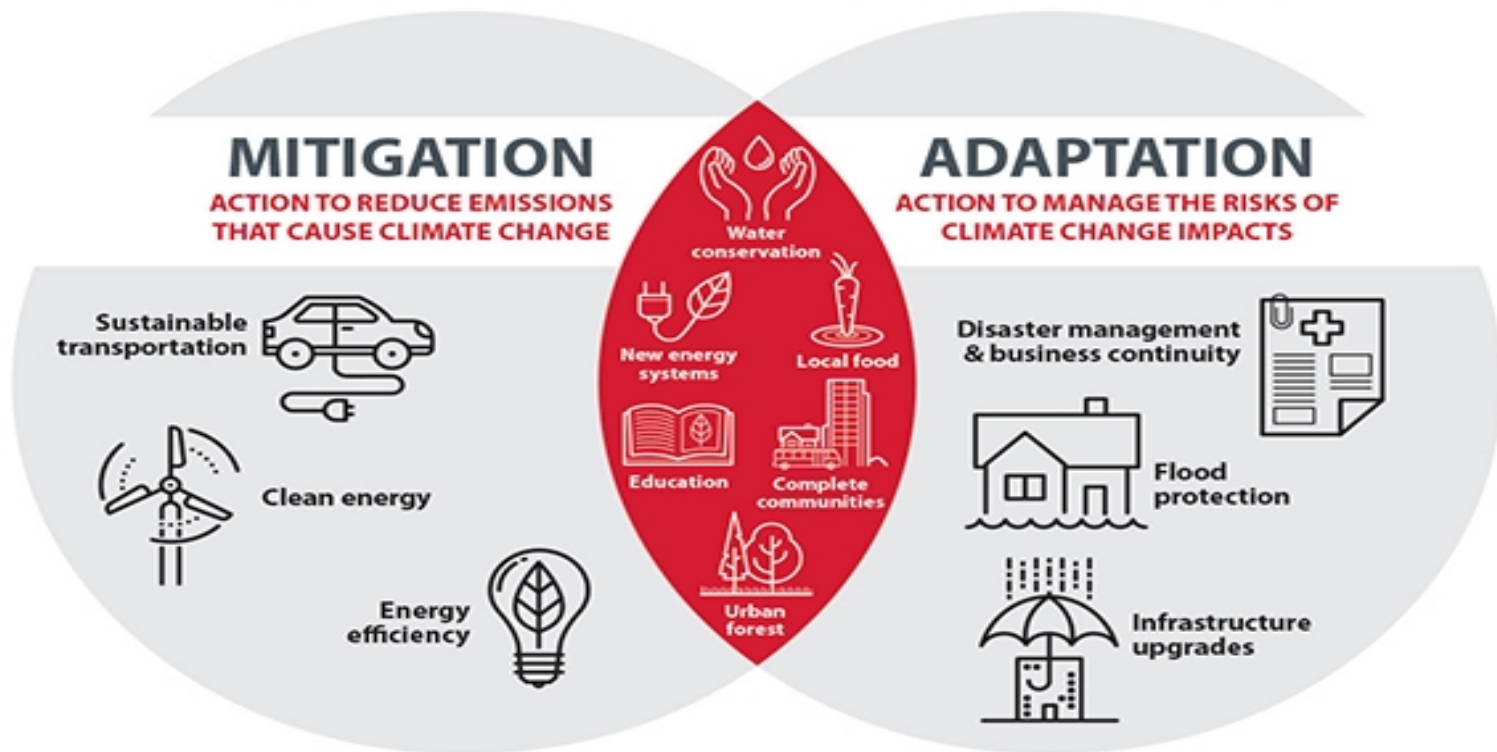 MITIGATION
ACTION TO REDUCE EMISSIONS
THAT CAUSE CLIMATE CHANGE
Sustainable
transportation
Clean energy
Energy
efficiency
Water
conservation
New energy
systems
Local food
Education
Complete
communities
Urban
forest
ADAPTATION
ACTION TO MANAGE THE RISKS OF
CLIMATE CHANGE IMPACTS
Disaster management
& business continuity
Flood
protection
Infrastructure
upgrades